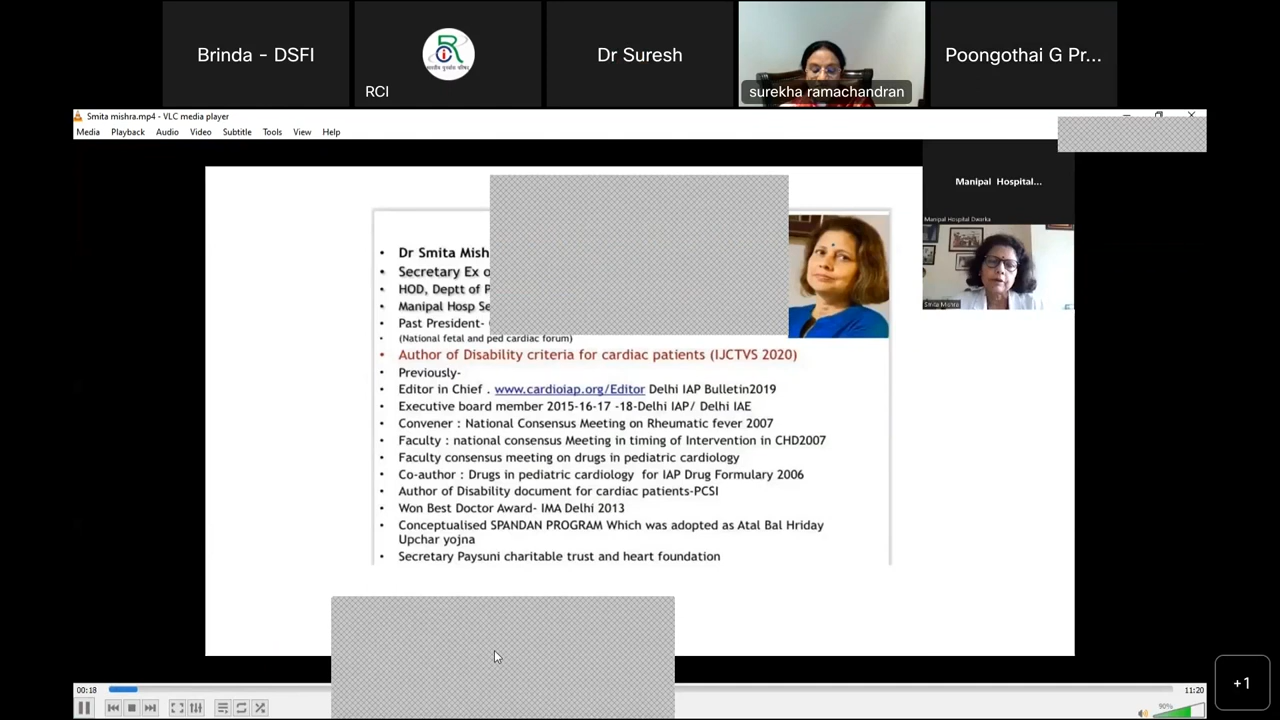 Brinda - DSFI
RCI
Dr Suresh
surekha ramachandran
Poongothai G Pr...
Smita mishra.mp4 - VLC media player
Media Playback Audio Video Subtitle Tools View Help
Manipal Hospital...
Manipal Hospital Dwarka
Smita Mishra
• Dr Smita Mish
• Secretary Ex o
• HOD, Deptt of P
• Manipal Hosp Se
• Past President-
• (National fetal and ped cardiac forum)
• Author of Disability criteria for cardiac patients (IJCTVS 2020)
• Previously-
• Editor in Chief . www.cardioiap.org/Editor Delhi IAP Bulletin2019
• Executive board member 2015-16-17 -18-Delhi IAP/ Delhi IAE
• Convener : National Consensus Meeting on Rheumatic fever 2007
• Faculty : national consensus Meeting in timing of Intervention in CHD2007
• Faculty consensus meeting on drugs in pediatric cardiology
• Co-author : Drugs in pediatric cardiology for IAP Drug Formulary 2006
• Author of Disability document for cardiac patients-PCSI
• Won Best Doctor Award- IMA Delhi 2013
• Conceptualised SPANDAN PROGRAM Which was adopted as Atal Bal Hriday
Upchar yojna
• Secretary Paysuni charitable trust and heart foundation
00:18
11:20
90%
+1